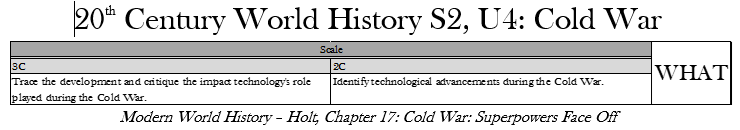 20th Century World History S2, U4: Cold War
Scale
3C 2C
Trace the development and critique the impact technology's role
played during the Cold War.
Identify technological advancements during the Cold War.
WHAT
Modern World History – Holt, Chapter 17: Cold War: Superpowers Face Off